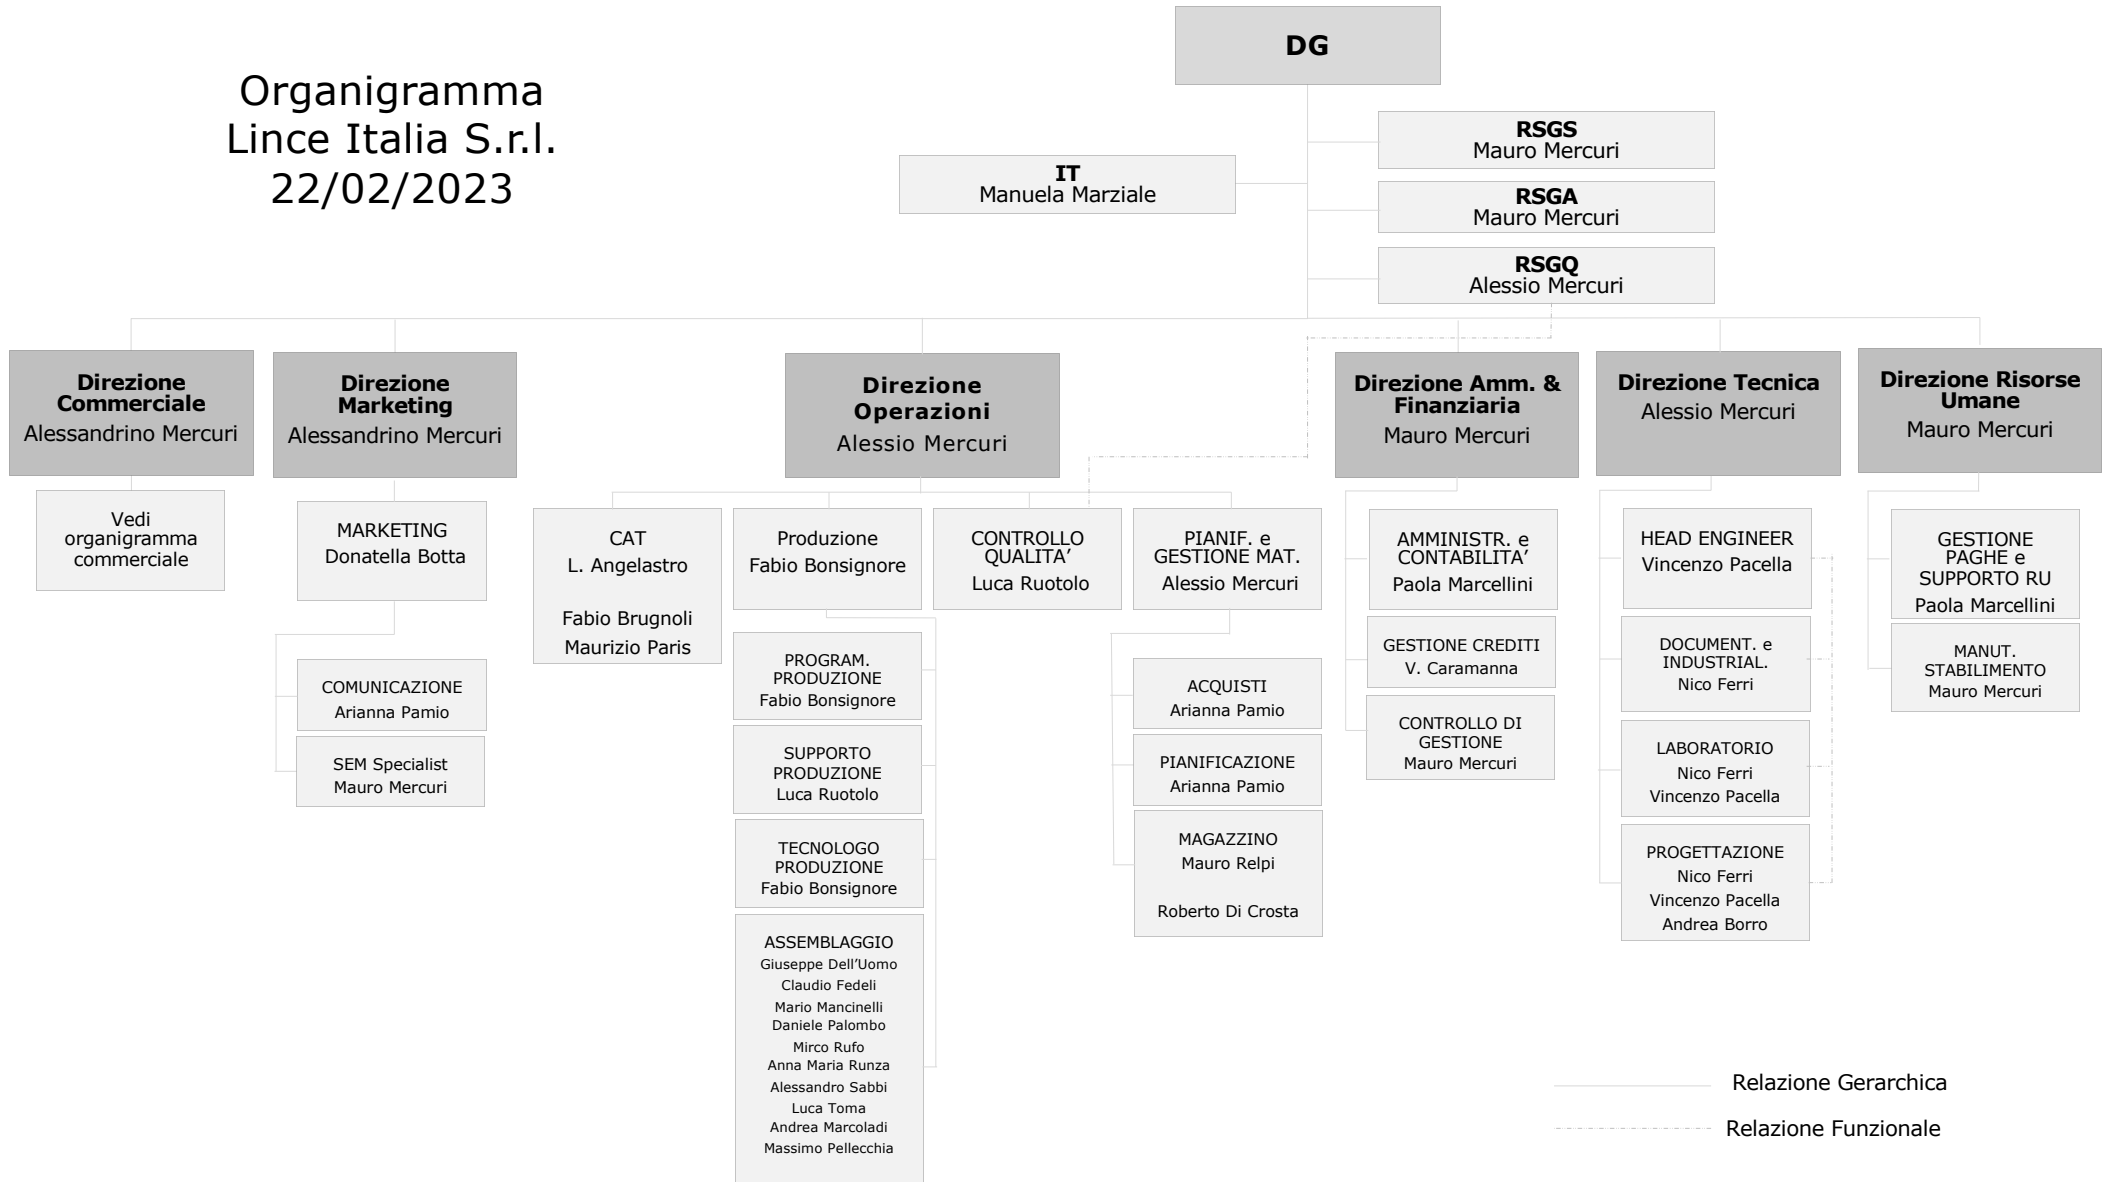 Organigramma
Lince Italia S.r.l.
22/02/2023
DG
RSGS
Mauro Mercuri
IT
Manuela Marziale
RSGA
Mauro Mercuri
RSGQ
Alessio Mercuri
Direzione
Commerciale
Alessandrino Mercuri
Direzione
Marketing
Alessandrino Mercuri
Direzione
Operazioni
Alessio Mercuri
Direzione Amm. &
Finanziaria
Mauro Mercuri
Direzione Tecnica
Alessio Mercuri
Direzione Risorse
Umane
Mauro Mercuri
Vedi
organigramma
commerciale
MARKETING
Donatella Botta
COMUNICAZIONE
Arianna Pamio
SEM Specialist
Mauro Mercuri
CAT
L. Angelastro
Fabio Brugnoli
Maurizio Paris
Produzione
Fabio Bonsignore
PROGRAM.
PRODUZIONE
Fabio Bonsignore
SUPPORTO
PRODUZIONE
Luca Ruotolo
TECNOLOGO
PRODUZIONE
Fabio Bonsignore
ASSEMBLAGGIO
Giuseppe Dell’Uomo
Claudio Fedeli
Mario Mancinelli
Daniele Palombo
Mirco Rufo
Anna Maria Runza
Alessandro Sabbi
Luca Toma
Andrea Marcoladi
Massimo Pellecchia
CONTROLLO
QUALITA’
Luca Ruotolo
PIANIF. e
GESTIONE MAT.
Alessio Mercuri
ACQUISTI
Arianna Pamio
PIANIFICAZIONE
Arianna Pamio
MAGAZZINO
Mauro Relpi
Roberto Di Crosta
AMMINISTR. e
CONTABILITA’
Paola Marcellini
GESTIONE CREDITI
V. Caramanna
CONTROLLO DI
GESTIONE
Mauro Mercuri
HEAD ENGINEER
Vincenzo Pacella
DOCUMENT. e
INDUSTRIAL.
Nico Ferri
LABORATORIO
Nico Ferri
Vincenzo Pacella
PROGETTAZIONE
Nico Ferri
Vincenzo Pacella
Andrea Borro
GESTIONE
PAGHE e
SUPPORTO RU
Paola Marcellini
MANUT.
STABILIMENTO
Mauro Mercuri
Relazione Gerarchica
Relazione Funzionale